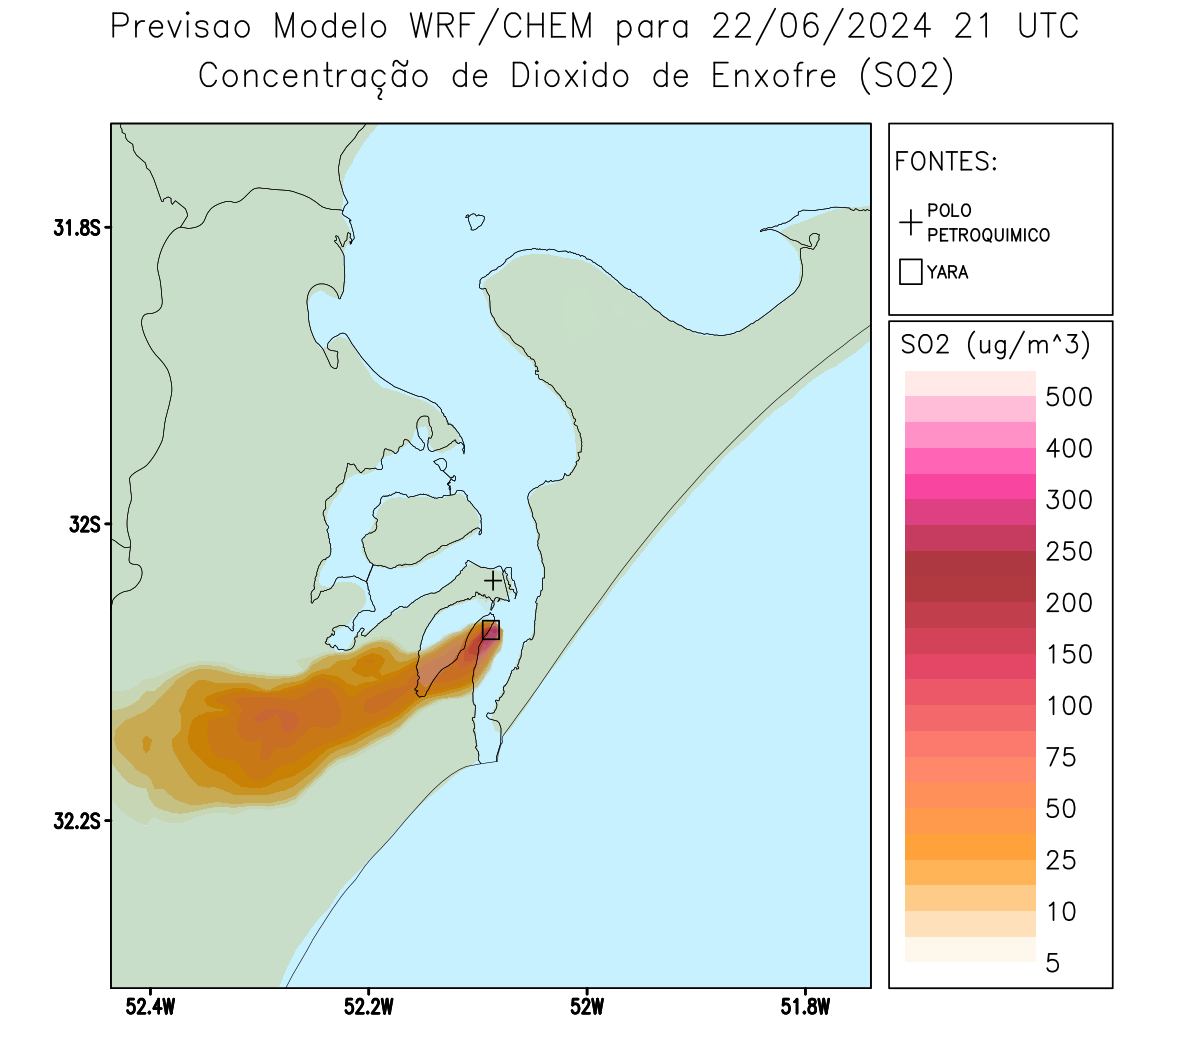 Previsao Modelo WRF/CHEM para 22/06/2024 21 UTC
Concentração de Dioxido de Enxofre (SO2)
FONTES:
POLO
PETROQUIMICO
YARA
31.8S
32S
32.2S
52.4W
52.2W
52W
51.8W
SO2 (ug/m^3)
500
400
300
250
200
150
100
75
50
25
10
5